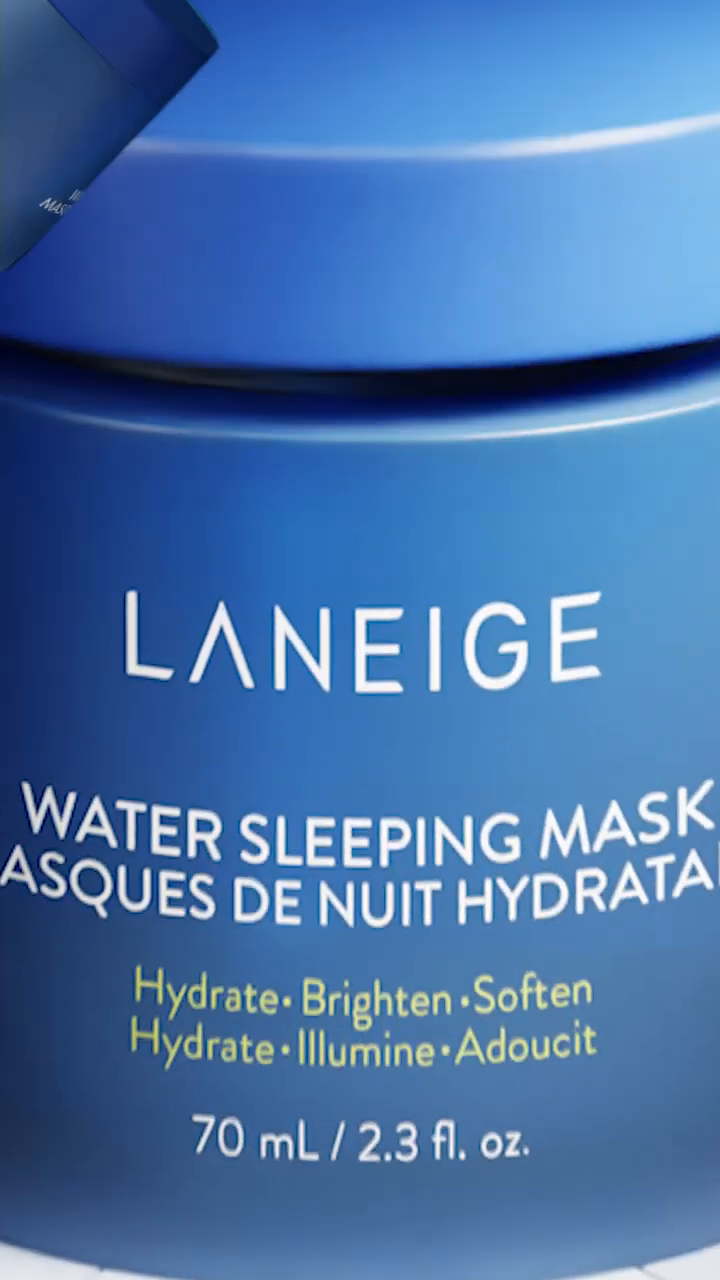 LANEIGE
WATER SLEEPING MASK
ASQUES DE NUIT HYDRATA
Hydrate • Brighten • Soften
Hydrate • Illumine • Adoucit
70 mL / 2.3 fl. oz.